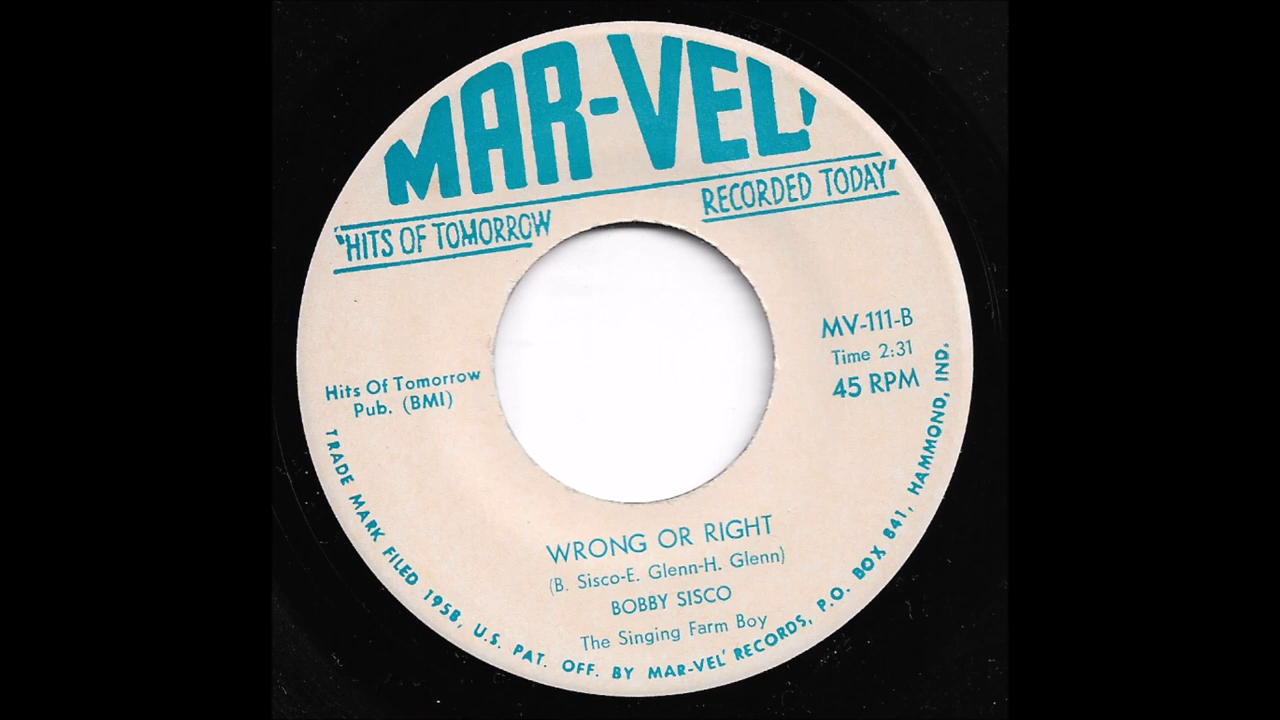 MAR-VEL'
"HITS OF TOMORROW
RECORDED TODAY"
MV-111-B
Time 2:31
45 RPM
Hits Of Tomorrow
Pub. (BMI)
WRONG OR RIGHT
(B. Sisco-E. Glenn-H. Glenn)
BOBBY SISCO
The Singing Farm Boy
TRADE MARK FILED 1958, U.S. PAT. OFF. BY MAR-VEL' RECORDS, P.O. BOX 841, HAMMOND, IND.